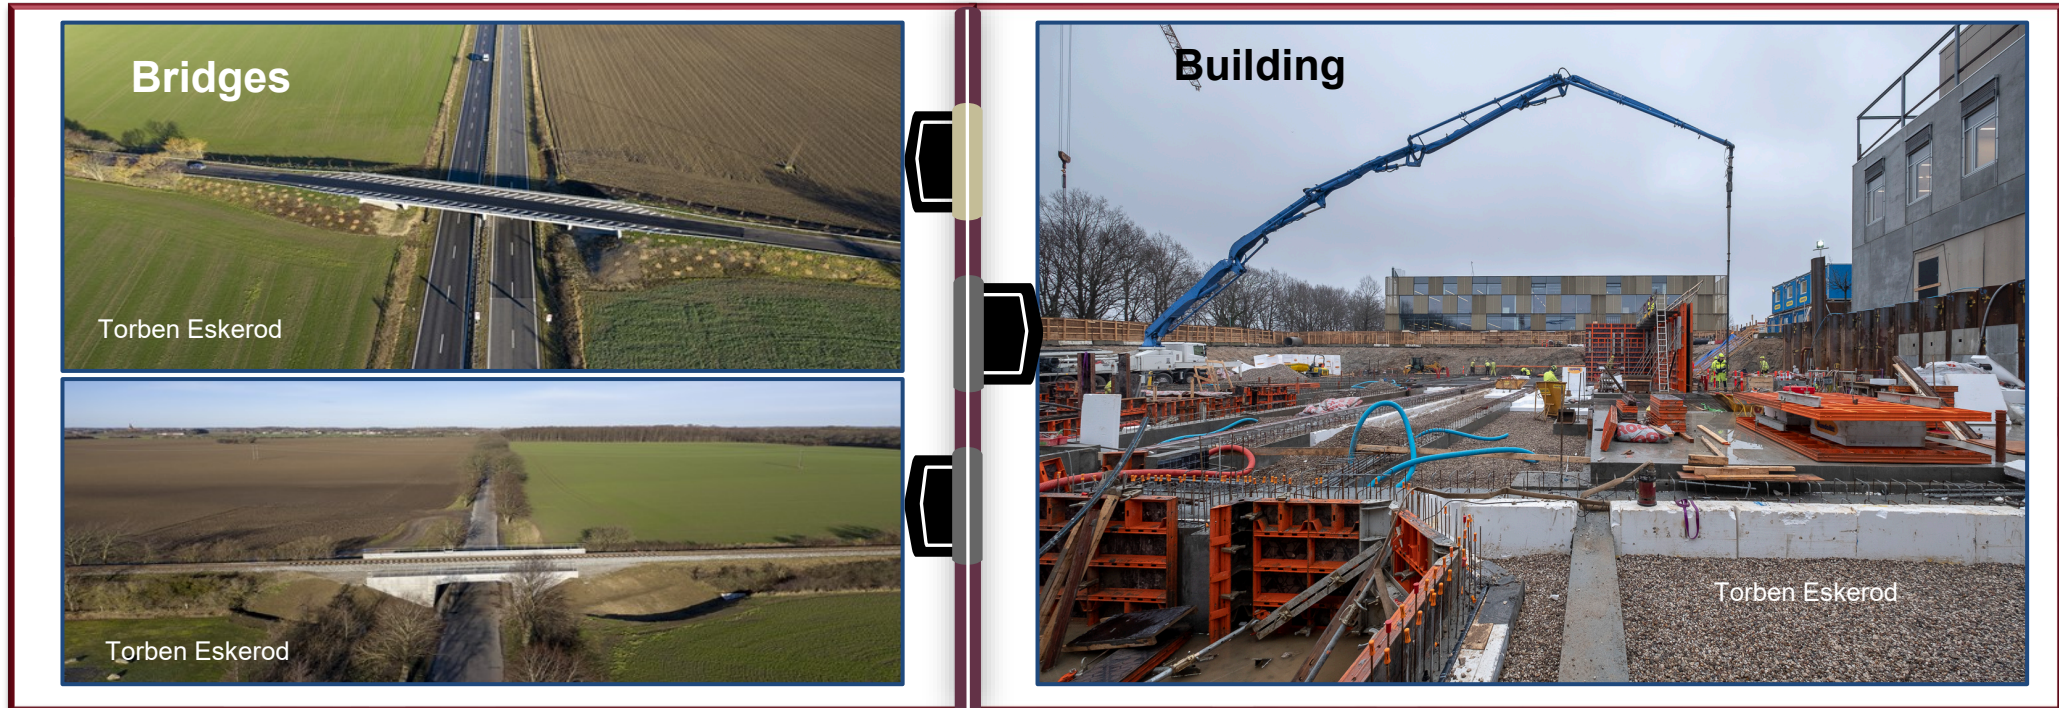 Bridges
Torben Eskerod
Torben Eskerod
Building
Torben Eskerod